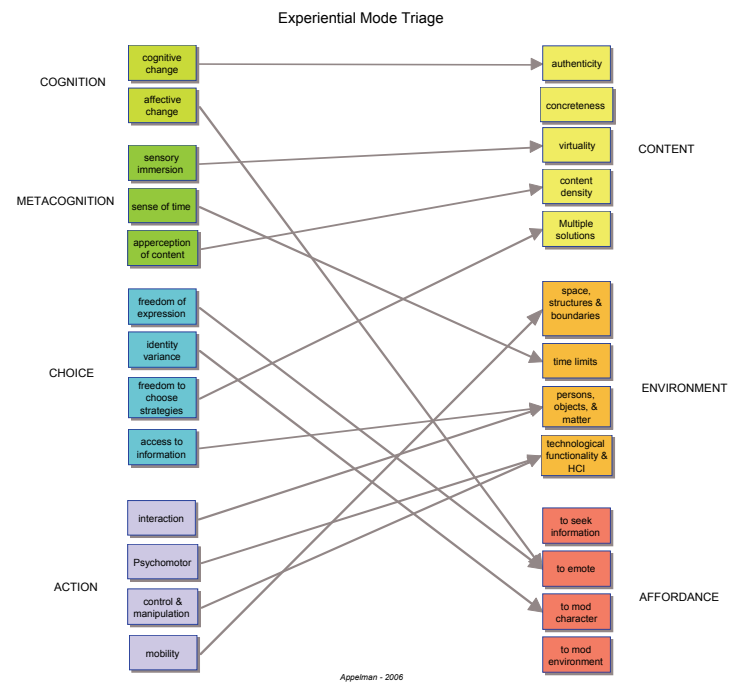 Experiential Mode Triage
COGNITION
cognitive
change
affective
change
METACOGNITION
sensory
immersion
sense of time
apperception
of content
CHOICE
freedom of
expression
identity
variance
freedom to
choose
strategies
access to
information
ACTION
interaction
Psychomotor
control &
manipulation
mobility
authenticity
concreteness
virtuality
content
density
Multiple
solutions
CONTENT
space,
structures &
boundaries
time limits
persons,
objects, &
matter
technological
functionality &
HCI
ENVIRONMENT
to seek
information
to emote
to mod
character
to mod
environment
AFFORDANCE
Appelman - 2006